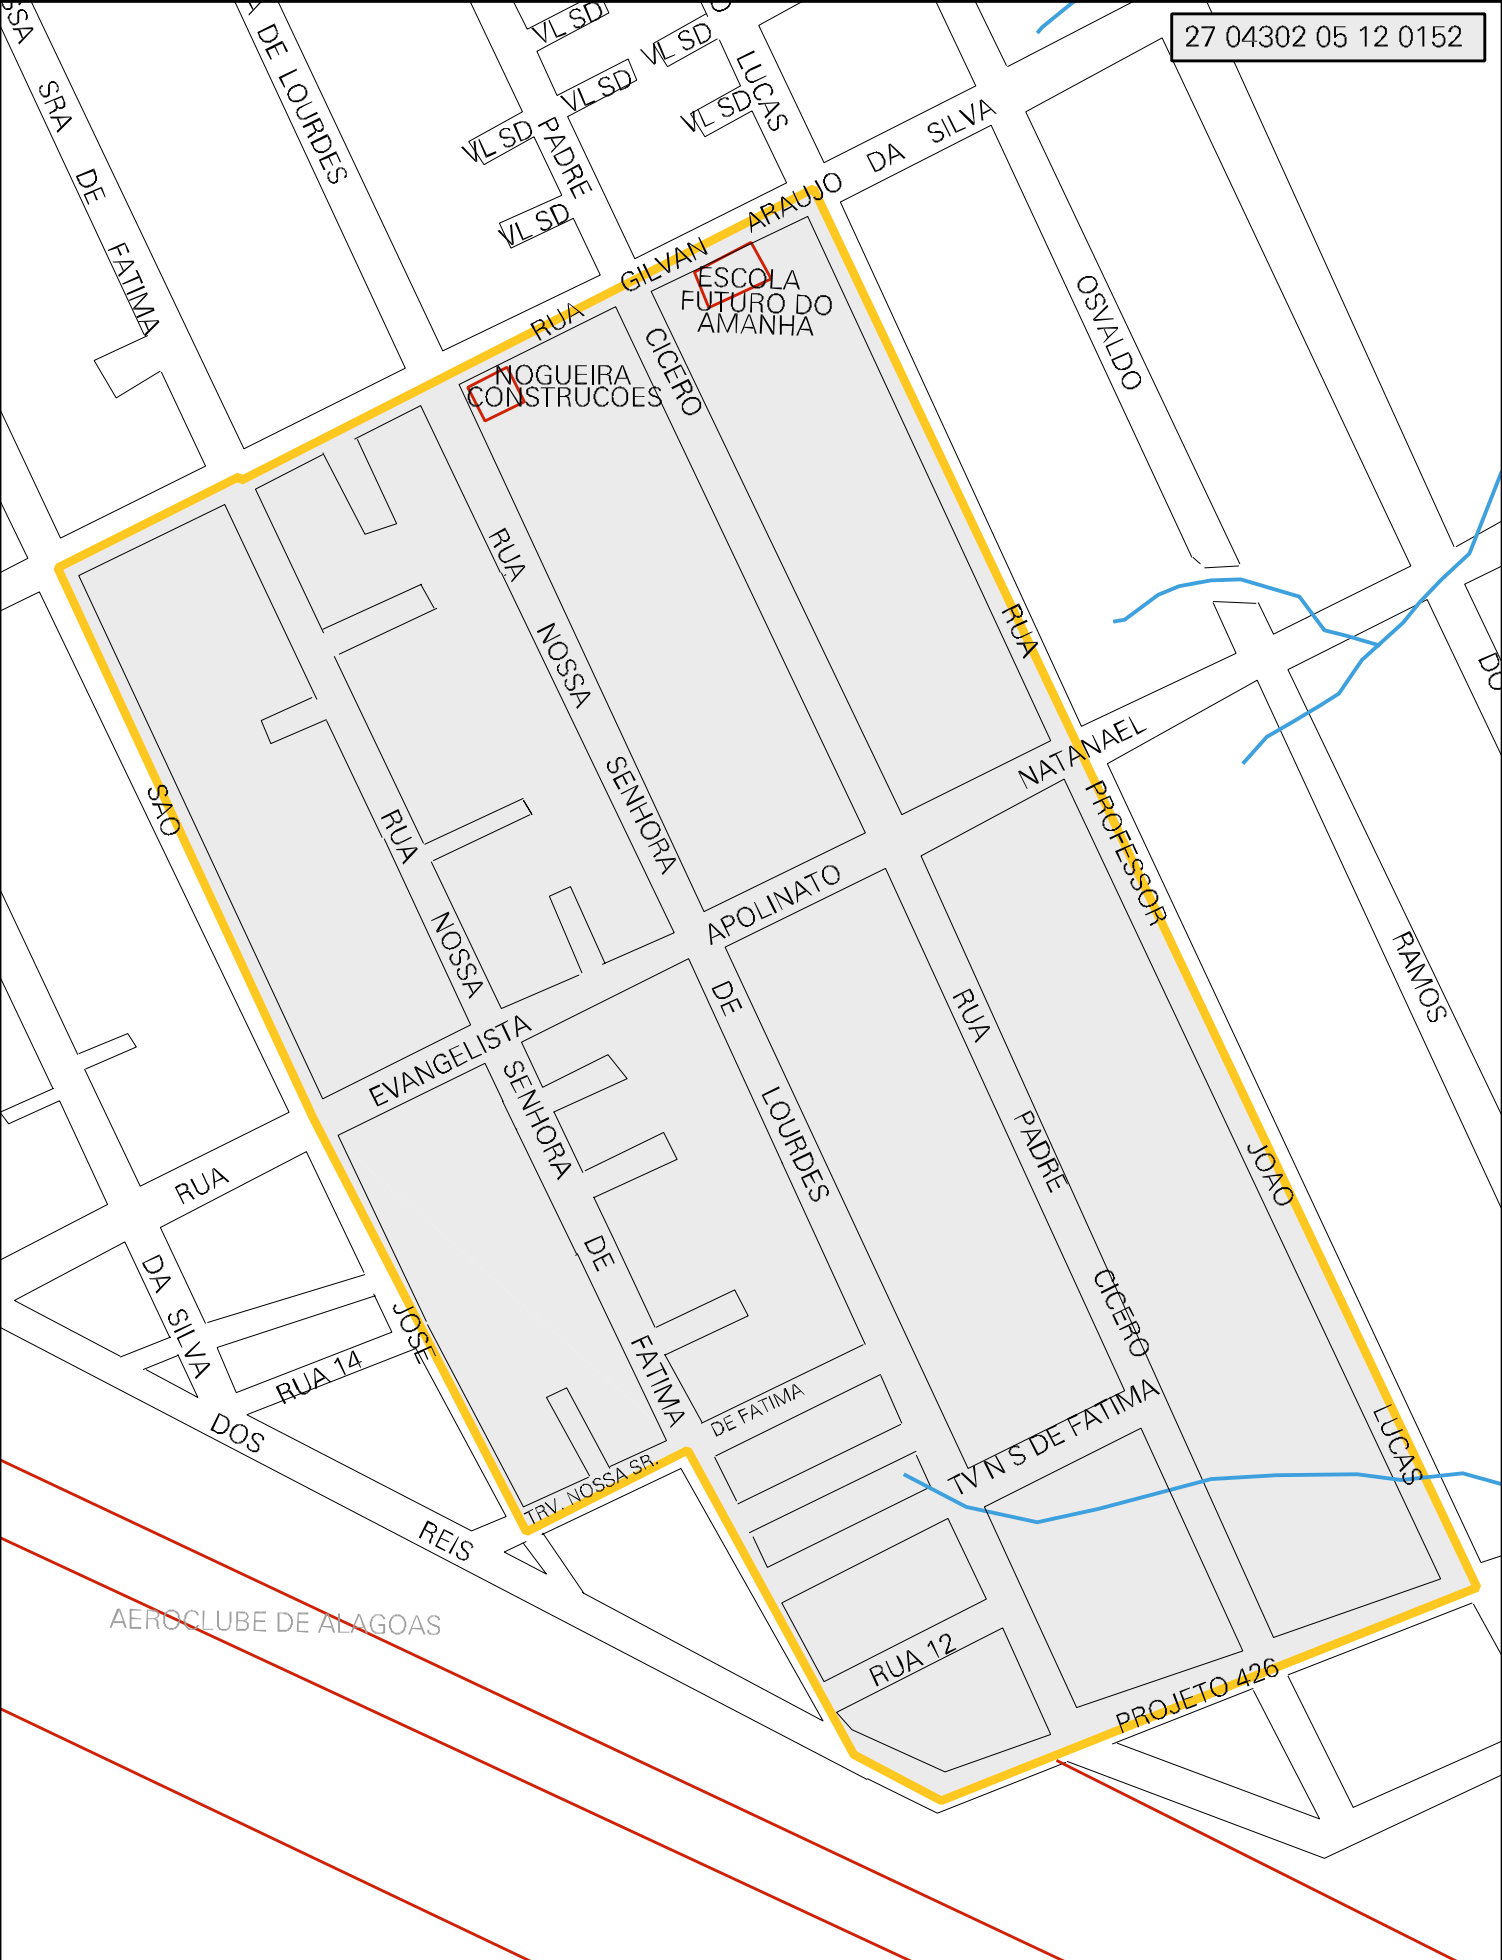 27 04302 05 12 0152
SRA DE FATIMA
DE LOURDES
VL SD
VL SD
VL SD
VL SD
VL SD
VL SD
PADRE
LUCAS
RUA GILVAN ARAUJO DA SILVA
ESCOLA
FUTURO DO
AMANHA
NOGUEIRA
CONSTRUCOES
CICERO
OSVALDO
RAMOS
RUA NOSSA SENHORA DE LOURDES
RUA PROFESSOR JOAO LUCAS
SAO JOSE
RUA NOSSA SENHORA DE FATIMA
RUA EVANGELISTA APOLINATO NATANAEL
RUA PADRE CICERO
DA SILVA
RUA 14
DOS REIS
DE FATIMA
TRV. NOSSA SR.
TV N S DE FATIMA
RUA 12
PROJETO 426
AEROCLUBE DE ALAGOAS